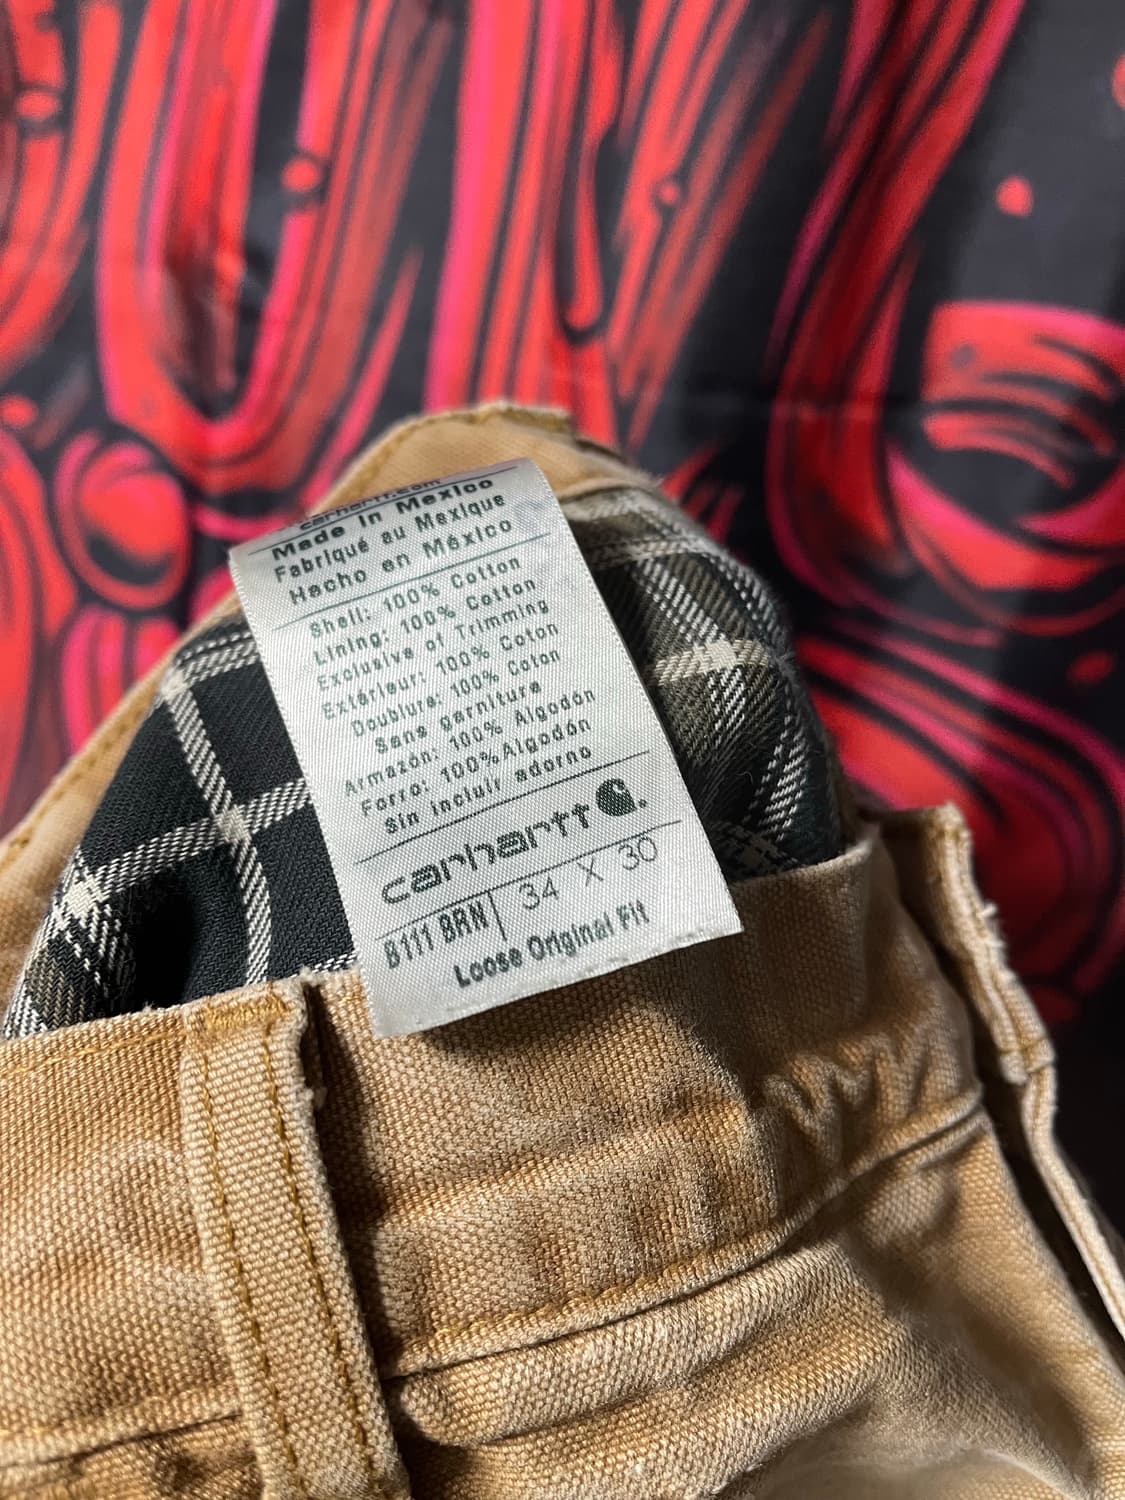 carhartt.com
Made in Mexico
Fabriqué au Mexique
Hecho en México
Shell: 100% Cotton
Lining: 100% Cotton
Exclusive of Trimming
Extérieur: 100% Coton
Doublure: 100% Coton
Sans garniture
Armazón: 100% Algodón
Forro: 100% Algodón
Sin incluir adorno
carhartt
B111 BRN 34 X 30
Loose Original Fit